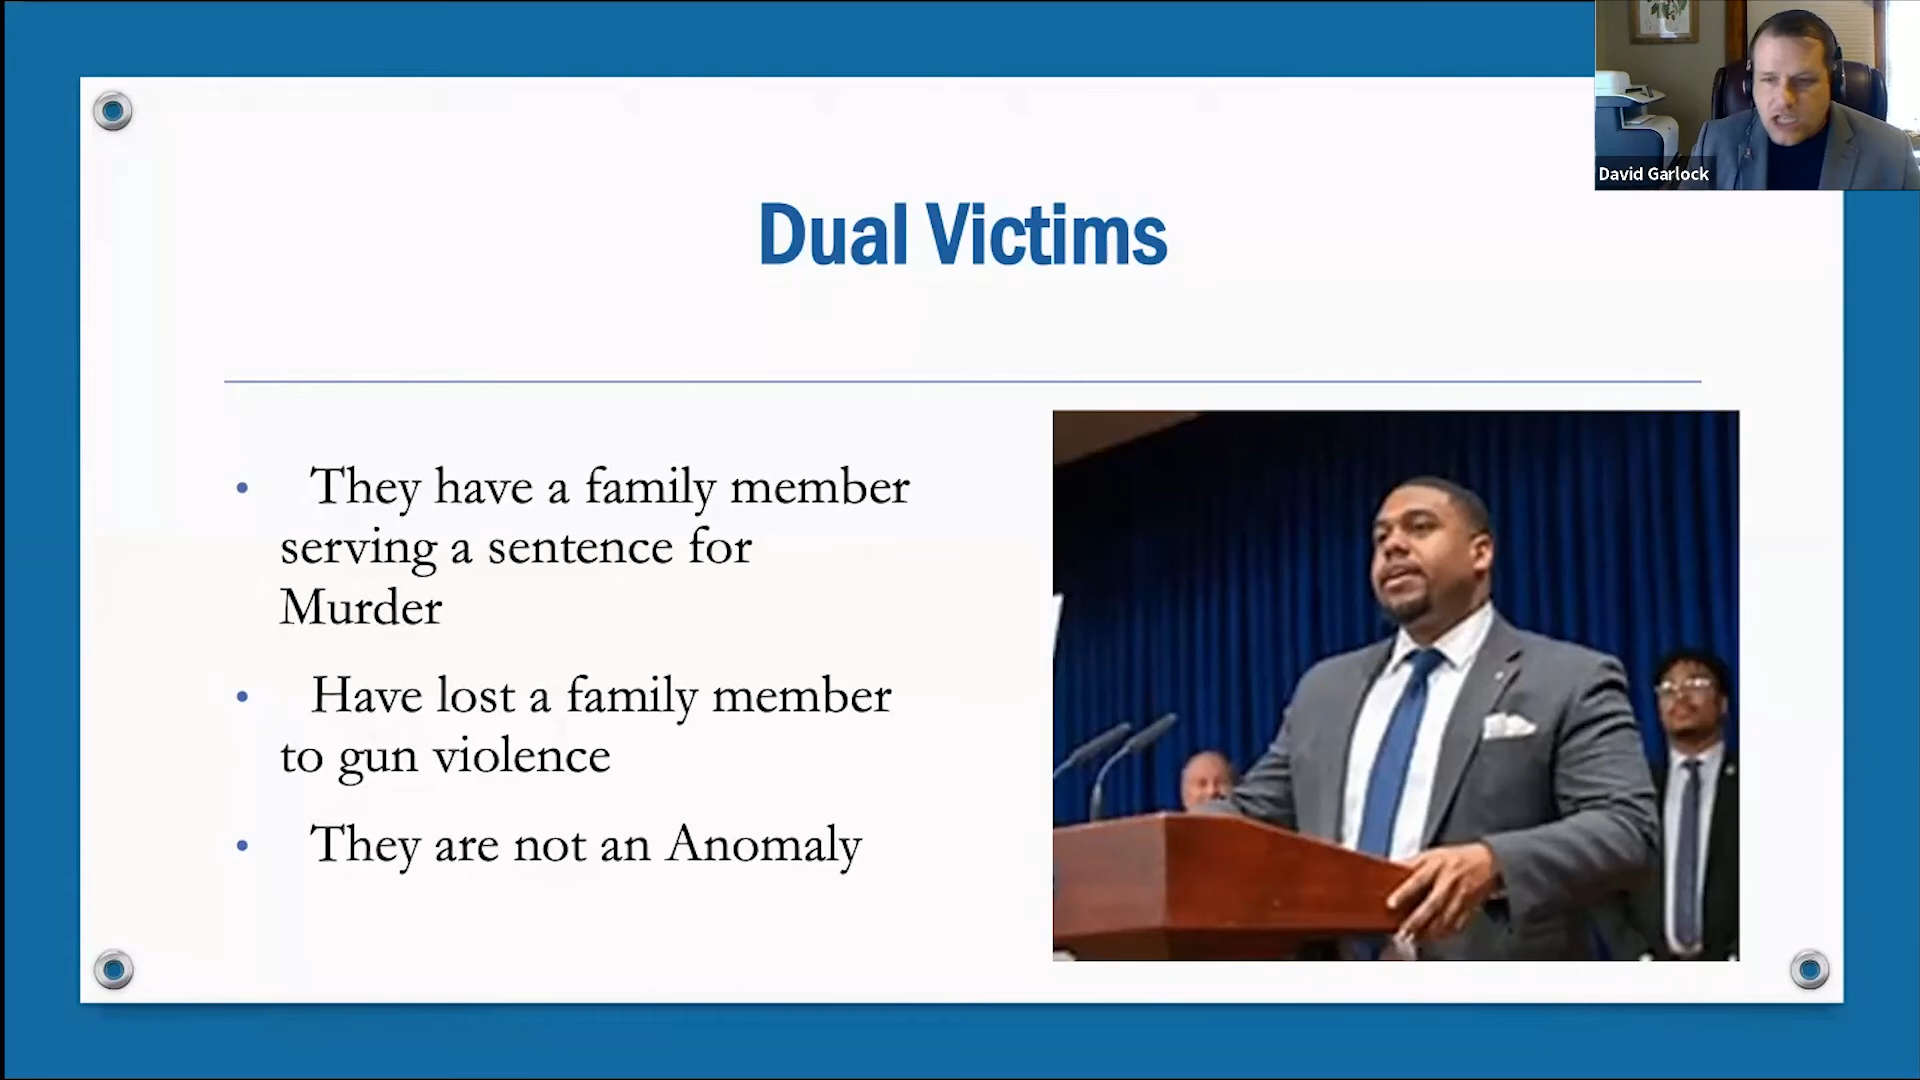 David Garlock
Dual Victims
• They have a family member
serving a sentence for
Murder
• Have lost a family member
to gun violence
• They are not an Anomaly